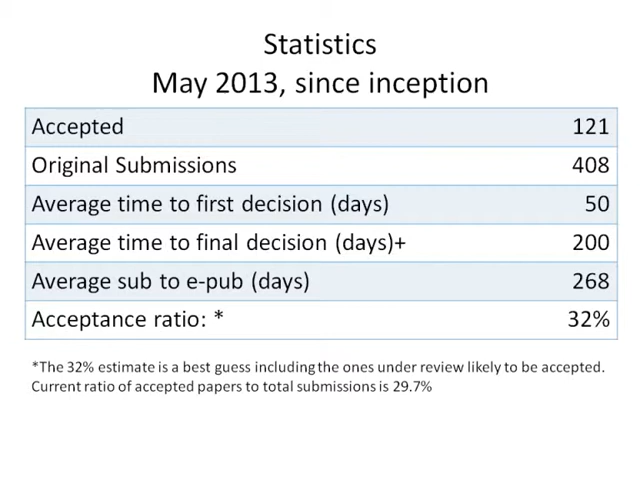 Statistics
May 2013, since inception
Accepted 121
Original Submissions 408
Average time to first decision (days) 50
Average time to final decision (days)+ 200
Average sub to e-pub (days) 268
Acceptance ratio: * 32%
*The 32% estimate is a best guess including the ones under review likely to be accepted.
Current ratio of accepted papers to total submissions is 29.7%